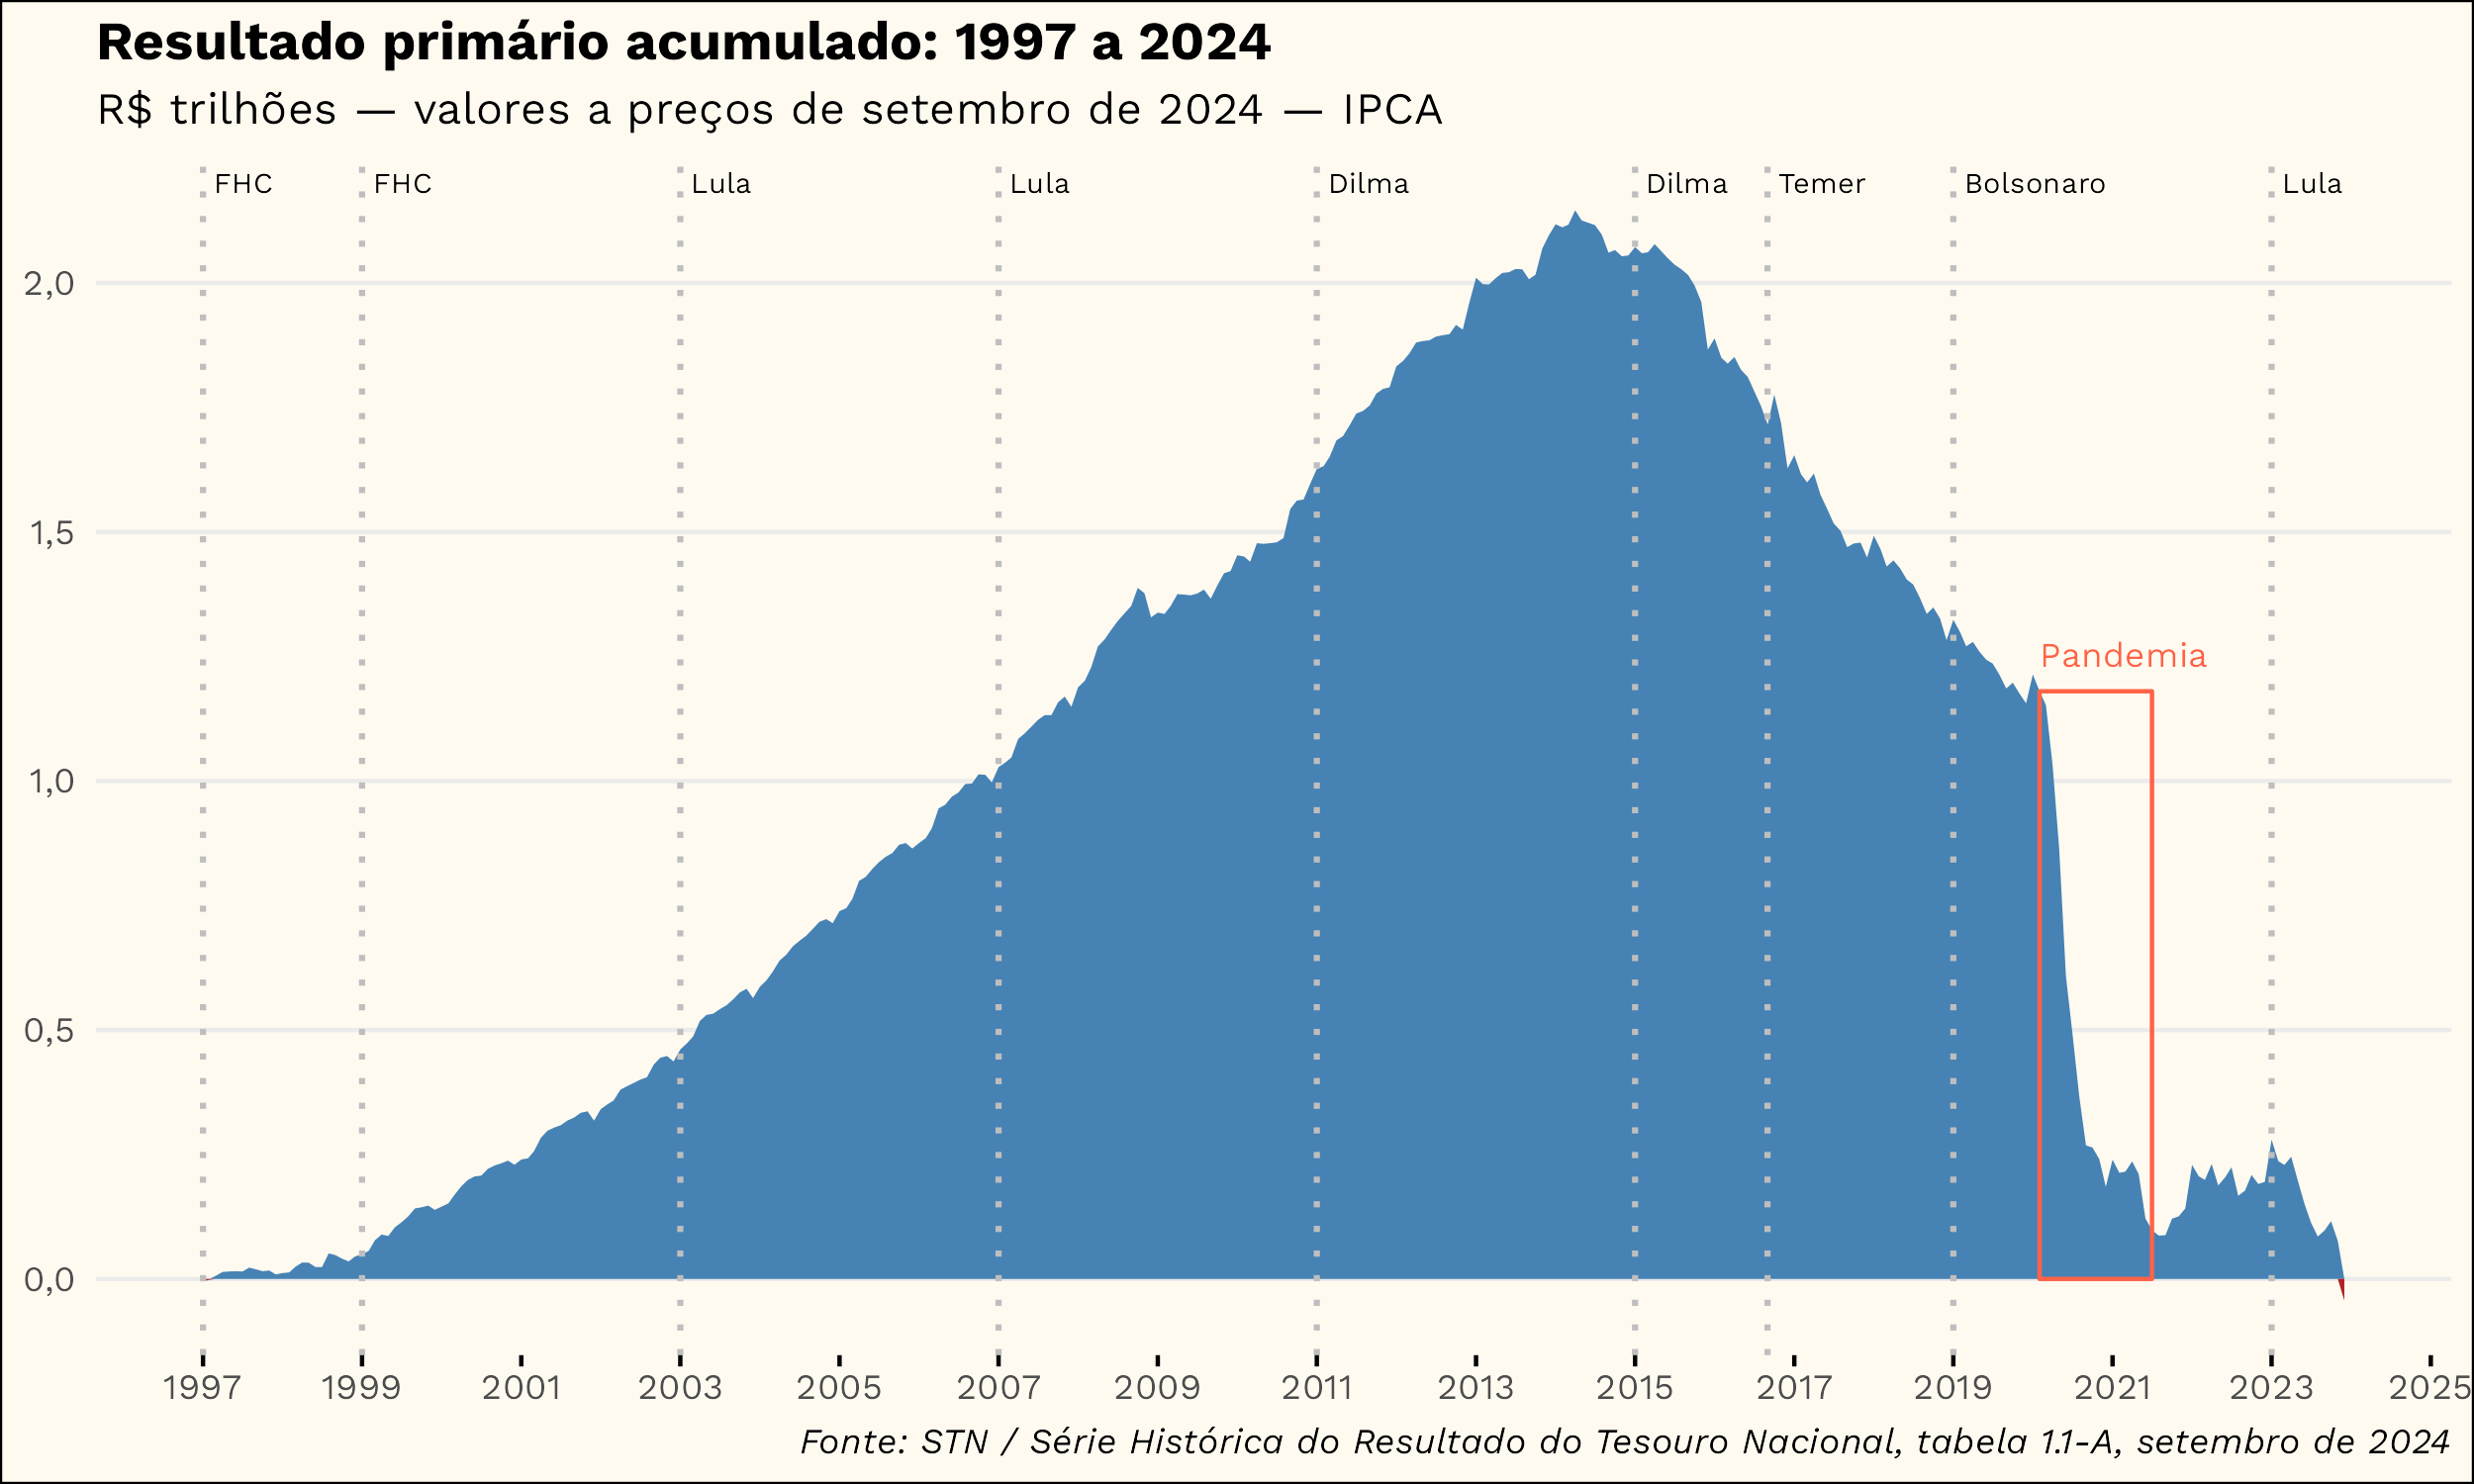 Resultado primário acumulado: 1997 a 2024
R$ trilhões — valores a preços de setembro de 2024 — IPCA
FHC FHC Lula Lula Dilma Dilma Temer Bolsonaro Lula
2,0
1,5
Pandemia
1,0
0,5
0,0
1997 1999 2001 2003 2005 2007 2009 2011 2013 2015 2017 2019 2021 2023 2025
Fonte: STN / Série Histórica do Resultado do Tesouro Nacional, tabela 1.1-A, setembro de 2024